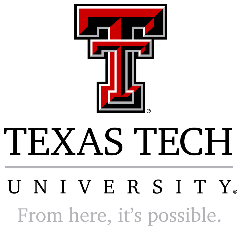 TEXAS TECH
UNIVERSITY
From here, it's possible.